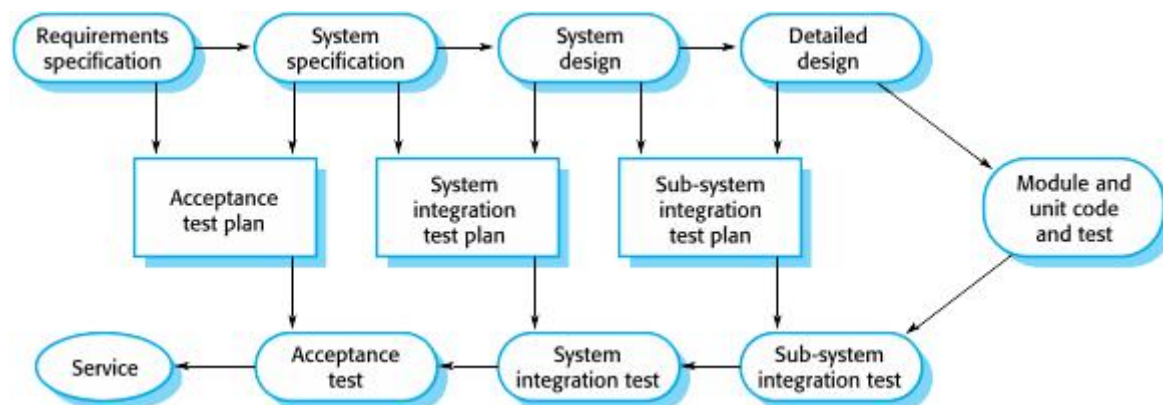 Requirements
specification
System
specification
System
design
Detailed
design
Acceptance
test plan
System
integration
test plan
Sub-system
integration
test plan
Module and
unit code
and test
Service
Acceptance
test
System
integration test
Sub-system
integration test